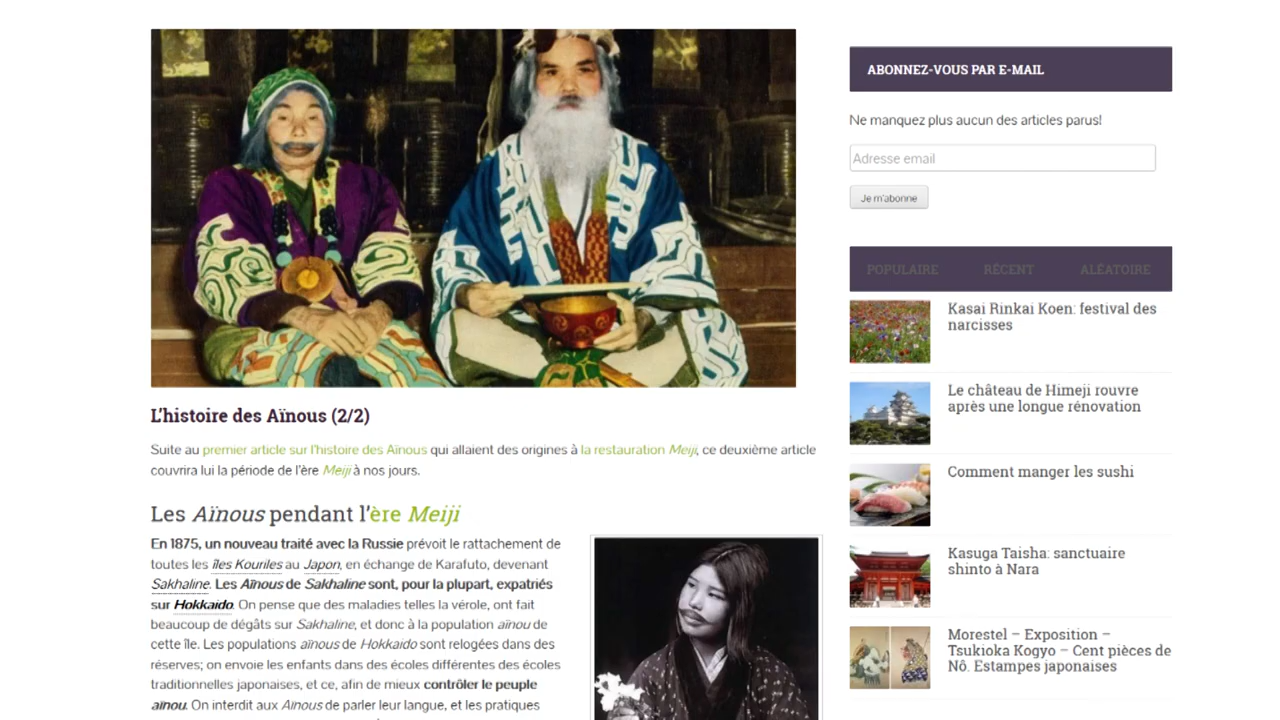 L'histoire des Aïnous (2/2)
Suite au premier article sur l'histoire des Aïnous qui allaient des origines à la restauration Meiji, ce deuxième article
couvrira lui la période de l'ère Meiji à nos jours.
Les Aïnous pendant l'ère Meiji
En 1875, un nouveau traité avec la Russie prévoit le rattachement de
toutes les îles Kouriles au Japon, en échange de Karafuto, devenant
Sakhaline. Les Aïnous de Sakhaline sont, pour la plupart, expatriés
sur Hokkaido. On pense que des maladies telles la vérole, ont fait
beaucoup de dégâts sur Sakhaline, et donc à la population aïnou de
cette île. Les populations aïnous de Hokkaido sont relogées dans des
réserves; on envoie les enfants dans des écoles différentes des écoles
traditionnelles japonaises, et ce, afin de mieux contrôler le peuple
aïnou. On interdit aux Aïnous de parler leur langue, et les pratiques
ABONNEZ-VOUS PAR E-MAIL
Ne manquez plus aucun des articles parus!
Adresse email
Je m'abonne
POPULAIRE RÉCENT ALÉATOIRE
Kasai Rinkai Koen: festival des
narcisses
Le château de Himeji rouvre
après une longue rénovation
Comment manger les sushi
Kasuga Taisha: sanctuaire
shinto à Nara
Morestel – Exposition –
Tsukioka Kogyo – Cent pièces de
Nô. Estampes japonaises